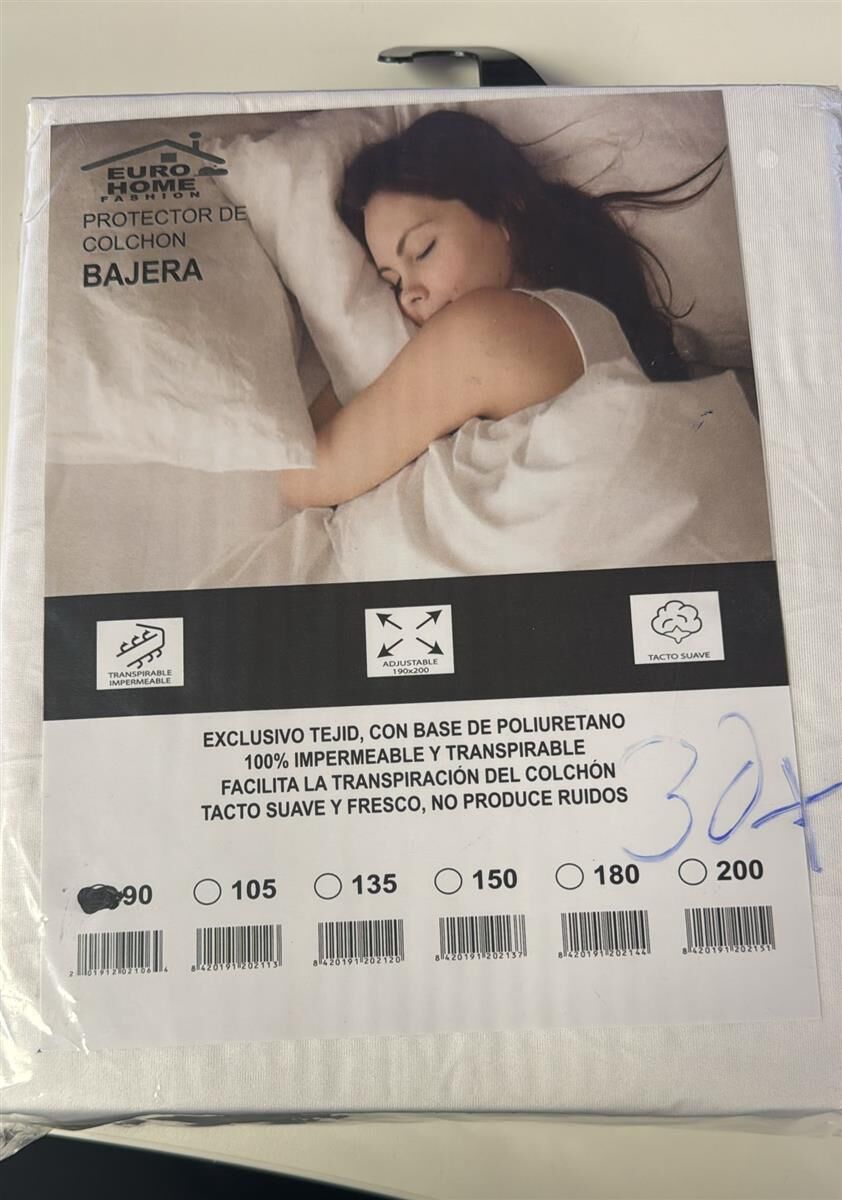 EURO
HOME
FASHION
PROTECTOR DE
COLCHON
BAJERA
TRANSPIRABLE
IMPERMEABLE
ADJUSTABLE
190x200
TACTO SUAVE
EXCLUSIVO TEJID, CON BASE DE POLIURETANO
100% IMPERMEABLE Y TRANSPIRABLE
FACILITA LA TRANSPIRACIÓN DEL COLCHÓN
TACTO SUAVE Y FRESCO, NO PRODUCE RUIDOS
30+
90 105 135 150 180 200
8420191202113 8420191202120 8420191202137 8420191202144 8420191202151